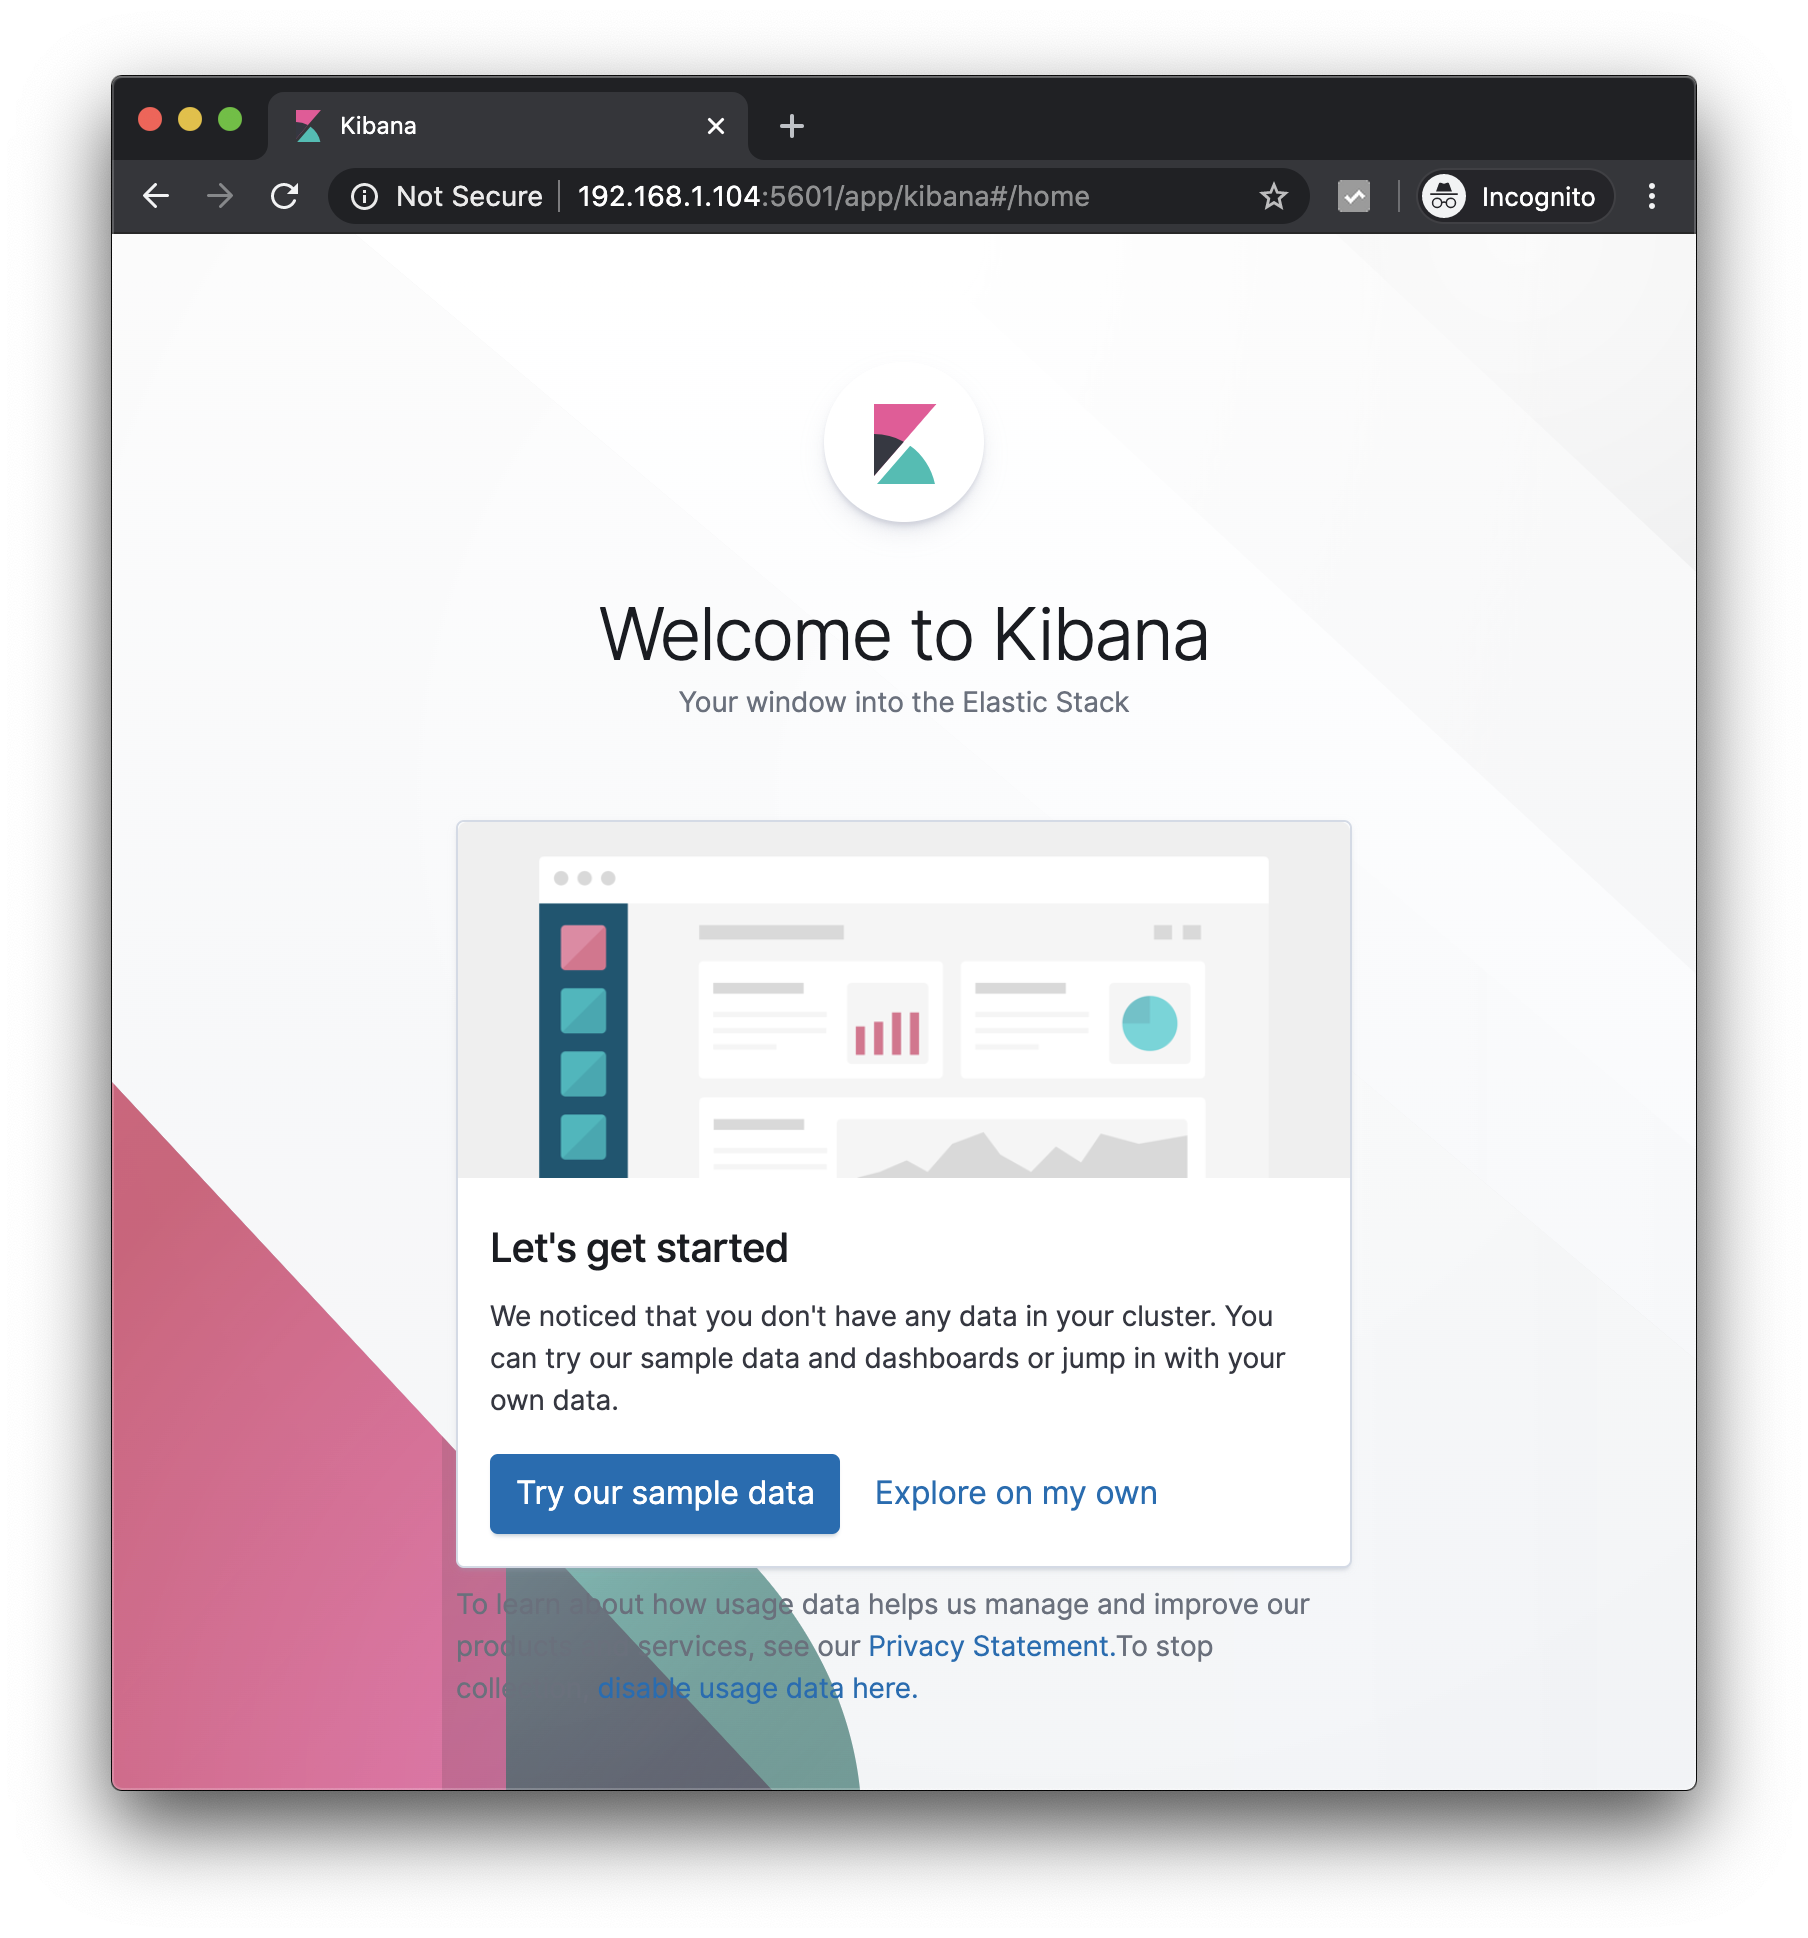 Kibana
Not Secure
192.168.1.104:5601/app/kibana#/home
Incognito
Welcome to Kibana
Your window into the Elastic Stack
Let's get started
We noticed that you don't have any data in your cluster. You
can try our sample data and dashboards or jump in with your
own data.
Try our sample data
Explore on my own
To learn about how usage data helps us manage and improve our
services, see our Privacy Statement.To stop
disable usage data here.